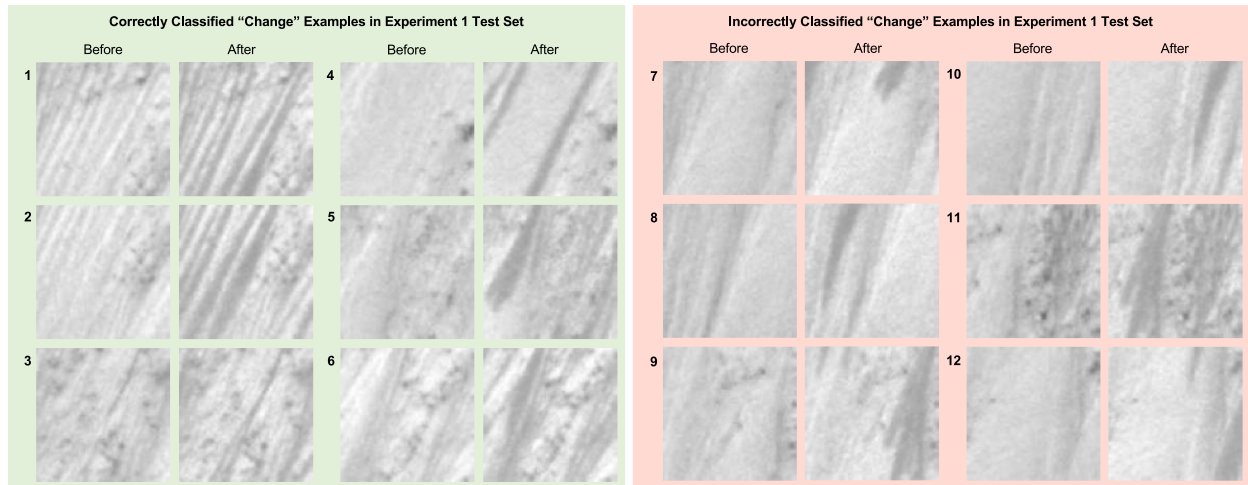 Correctly Classified “Change” Examples in Experiment 1 Test Set
Before After Before After
1 4
2 5
3 6
Incorrectly Classified “Change” Examples in Experiment 1 Test Set
Before After Before After
7 10
8 11
9 12